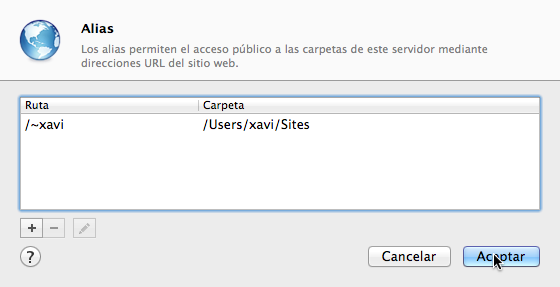 Alias
Los alias permiten el acceso público a las carpetas de este servidor mediante
direcciones URL del sitio web.
Ruta Carpeta
/~xavi /Users/xavi/Sites
+ −
? Cancelar Aceptar